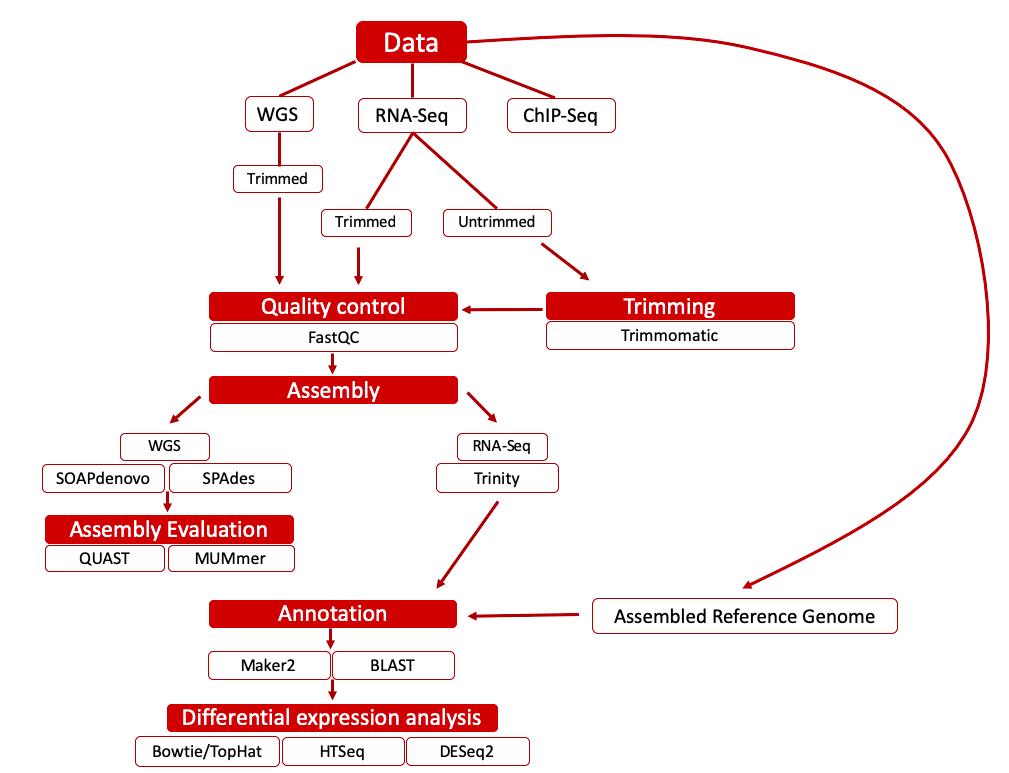 Data
WGS
RNA-Seq
ChIP-Seq
Trimmed
Trimmed
Untrimmed
Quality control
FastQC
Trimming
Trimmomatic
Assembly
WGS
SOAPdenovo
SPAdes
RNA-Seq
Trinity
Assembly Evaluation
QUAST
MUMmer
Annotation
Assembled Reference Genome
Maker2
BLAST
Differential expression analysis
Bowtie/TopHat
HTSeq
DESeq2